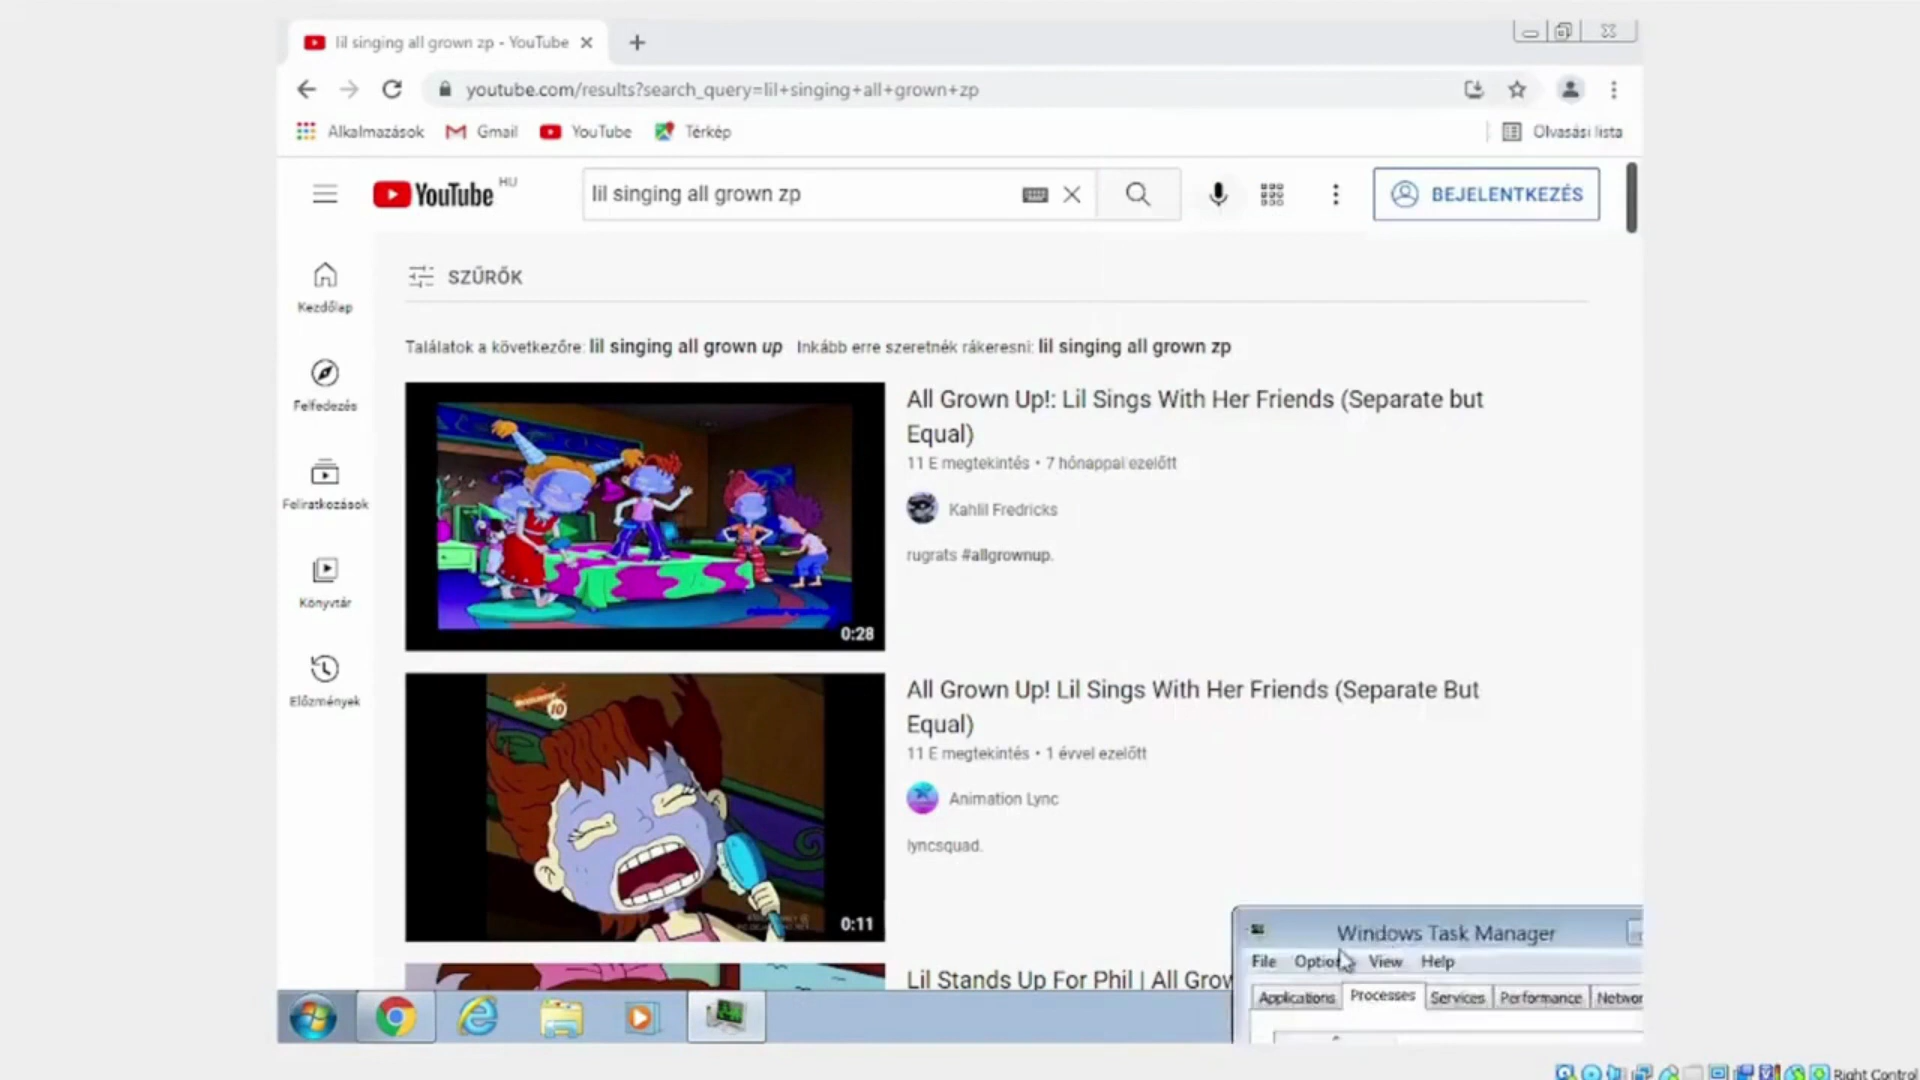 lil singing all grown zp - YouTube
youtube.com/results?search_query=lil+singing+all+grown+zp
Alkalmazások Gmail YouTube Térkép Olvasási lista
YouTube HU lil singing all grown zp BEJELENTKEZÉS
SZŰRŐK
Kezdőlap
Találatok a következőre: lil singing all grown up Inkább erre szeretnék rákeresni: lil singing all grown zp
Felfedezés
All Grown Up!: Lil Sings With Her Friends (Separate but
Equal)
11 E megtekintés • 7 hónappal ezelőtt
Feliratkozások
Kahlil Fredricks
rugrats #allgrownup.
Könyvtár
0:28
Előzmények
All Grown Up! Lil Sings With Her Friends (Separate But
Equal)
11 E megtekintés • 1 évvel ezelőtt
10
Animation Lync
lyncsquad.
0:11
Windows Task Manager
File Option View Help
Lil Stands Up For Phil | All Grow
Applications Processes Services Performance Networ
Right Control